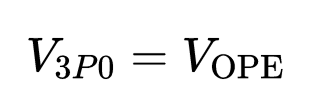 V_{3P0} = V_{OPE}